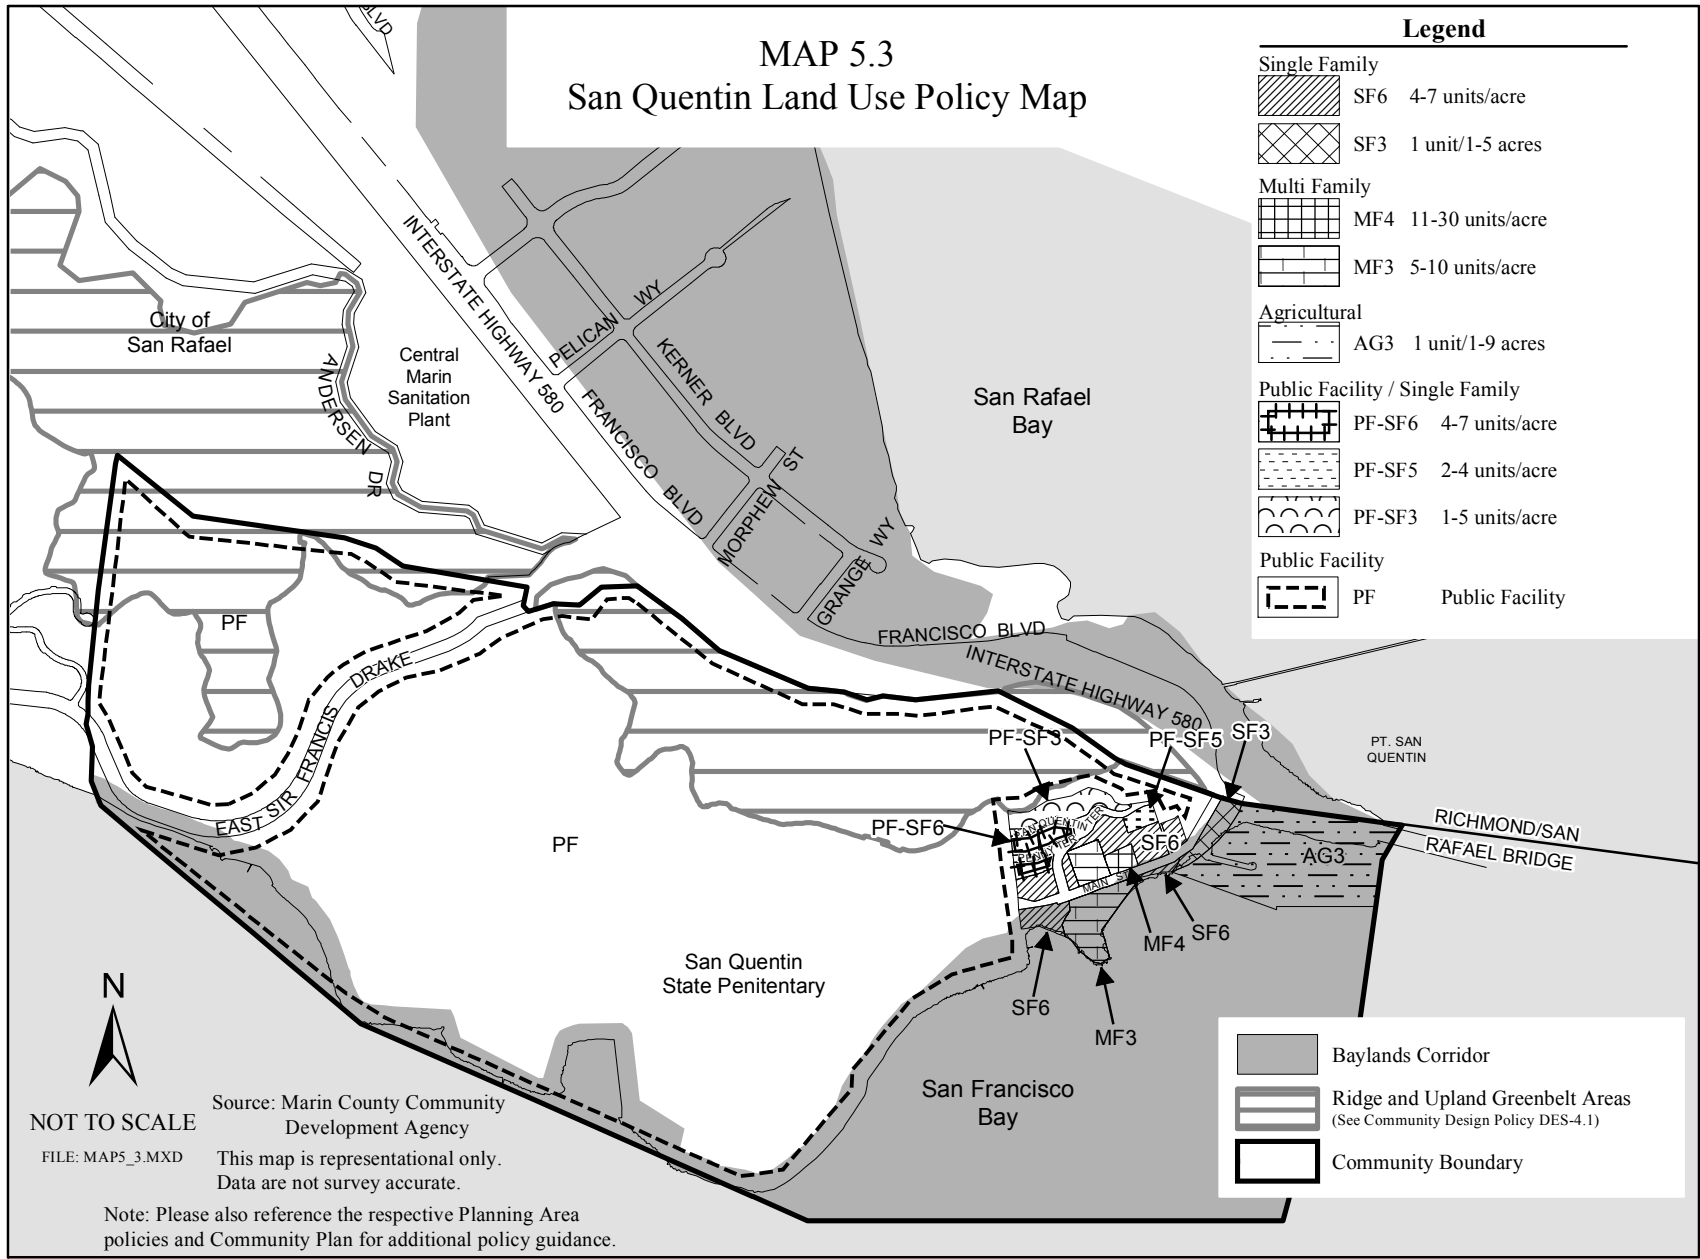 MAP 5.3
San Quentin Land Use Policy Map
Legend
Single Family
SF6 4-7 units/acre
SF3 1 unit/1-5 acres
Multi Family
MF4 11-30 units/acre
MF3 5-10 units/acre
Agricultural
AG3 1 unit/1-9 acres
Public Facility / Single Family
PF-SF6 4-7 units/acre
PF-SF5 2-4 units/acre
PF-SF3 1-5 units/acre
Public Facility
PF Public Facility
BLVD
INTERSTATE HIGHWAY 580
PELICAN WY
KERNER BLVD
FRANCISCO BLVD
MORPHEW ST
GRANGE WY
FRANCISCO BLVD
INTERSTATE HIGHWAY 580
City of
San Rafael
ANDERSEN DR
Central
Marin
Sanitation
Plant
San Rafael
Bay
PF
EAST SIR FRANCIS DRAKE
PF
PF-SF3
PF-SF5
SF3
PT. SAN
QUENTIN
PF-SF6
SAN QUENTIN
SF6
MAIN ST
AG3
RICHMOND/SAN
RAFAEL BRIDGE
MF4
SF6
SF6
MF3
San Quentin
State Penitentary
San Francisco
Bay
N
NOT TO SCALE
FILE: MAP5_3.MXD
Source: Marin County Community
Development Agency
This map is representational only.
Data are not survey accurate.
Note: Please also reference the respective Planning Area
policies and Community Plan for additional policy guidance.
Baylands Corridor
Ridge and Upland Greenbelt Areas
(See Community Design Policy DES-4.1)
Community Boundary